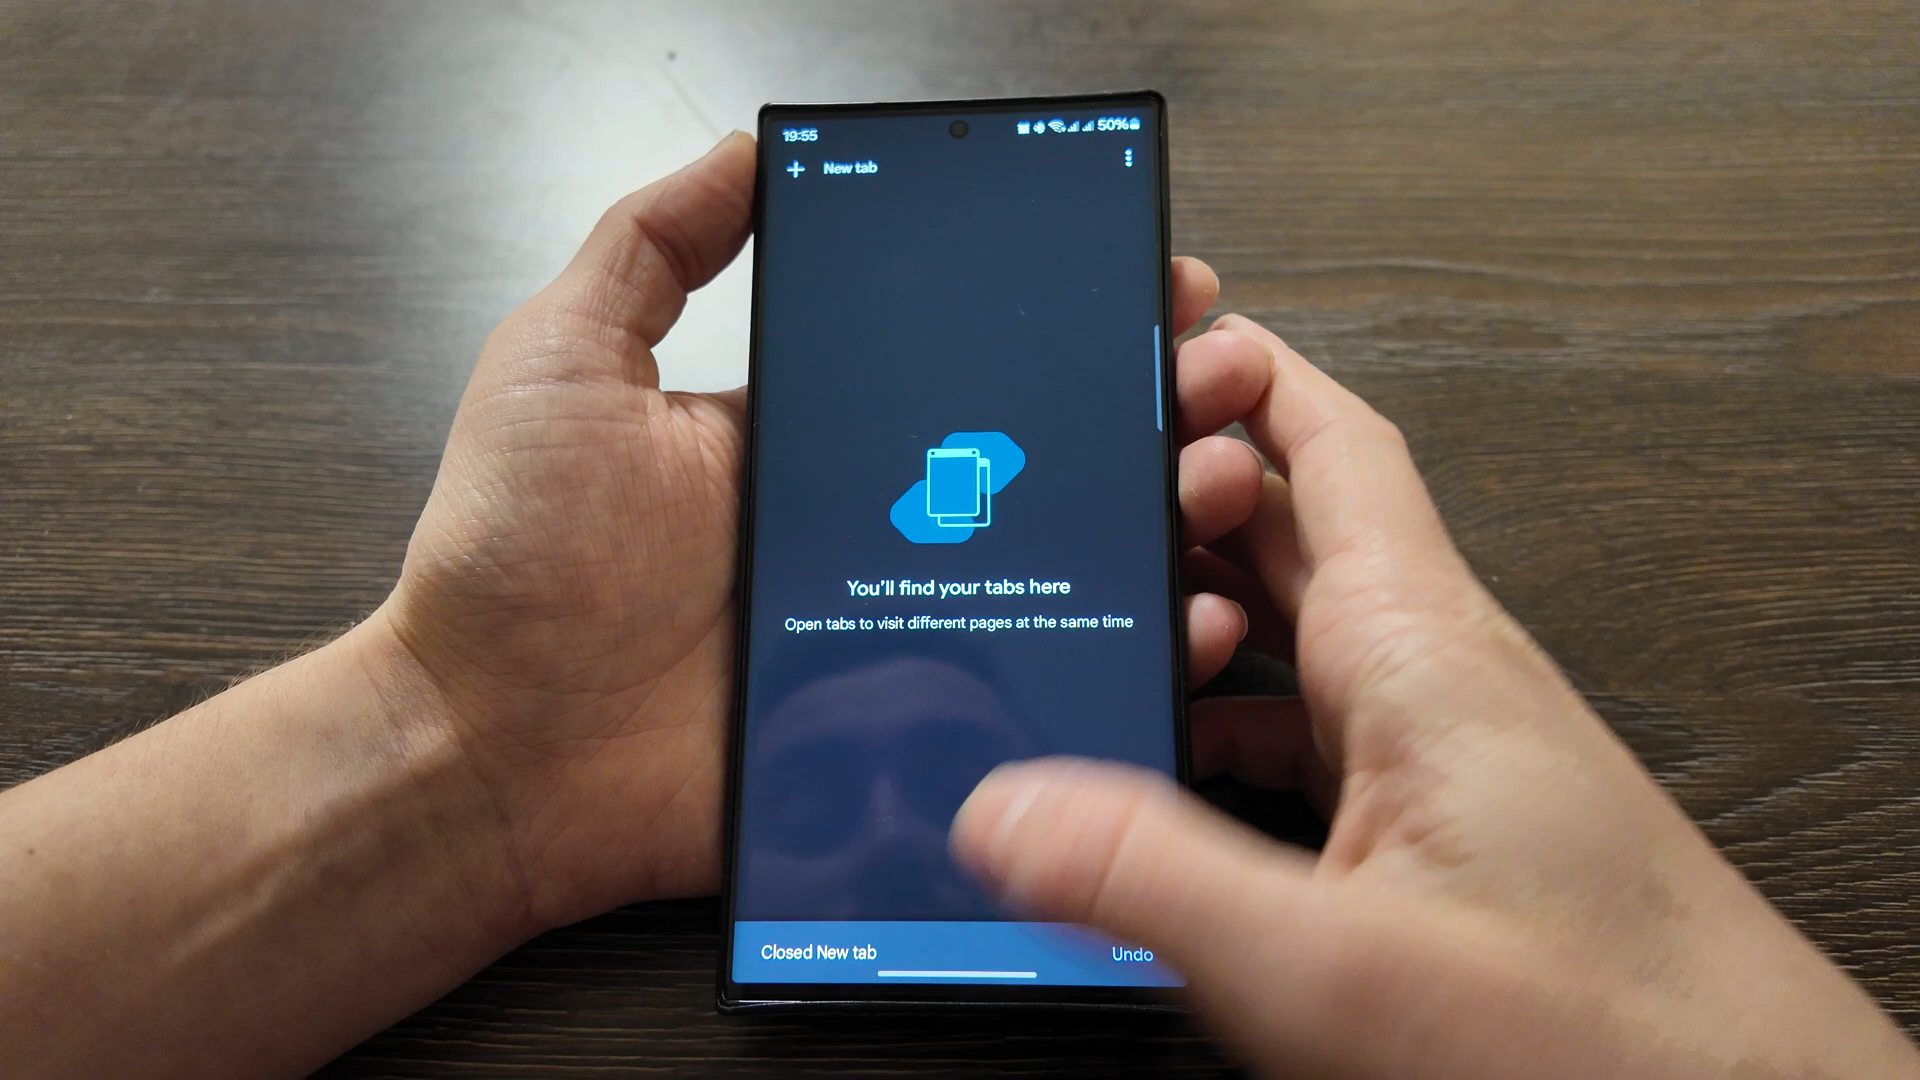 19:55 50%
New tab
You'll find your tabs here
Open tabs to visit different pages at the same time
Closed New tab Undo